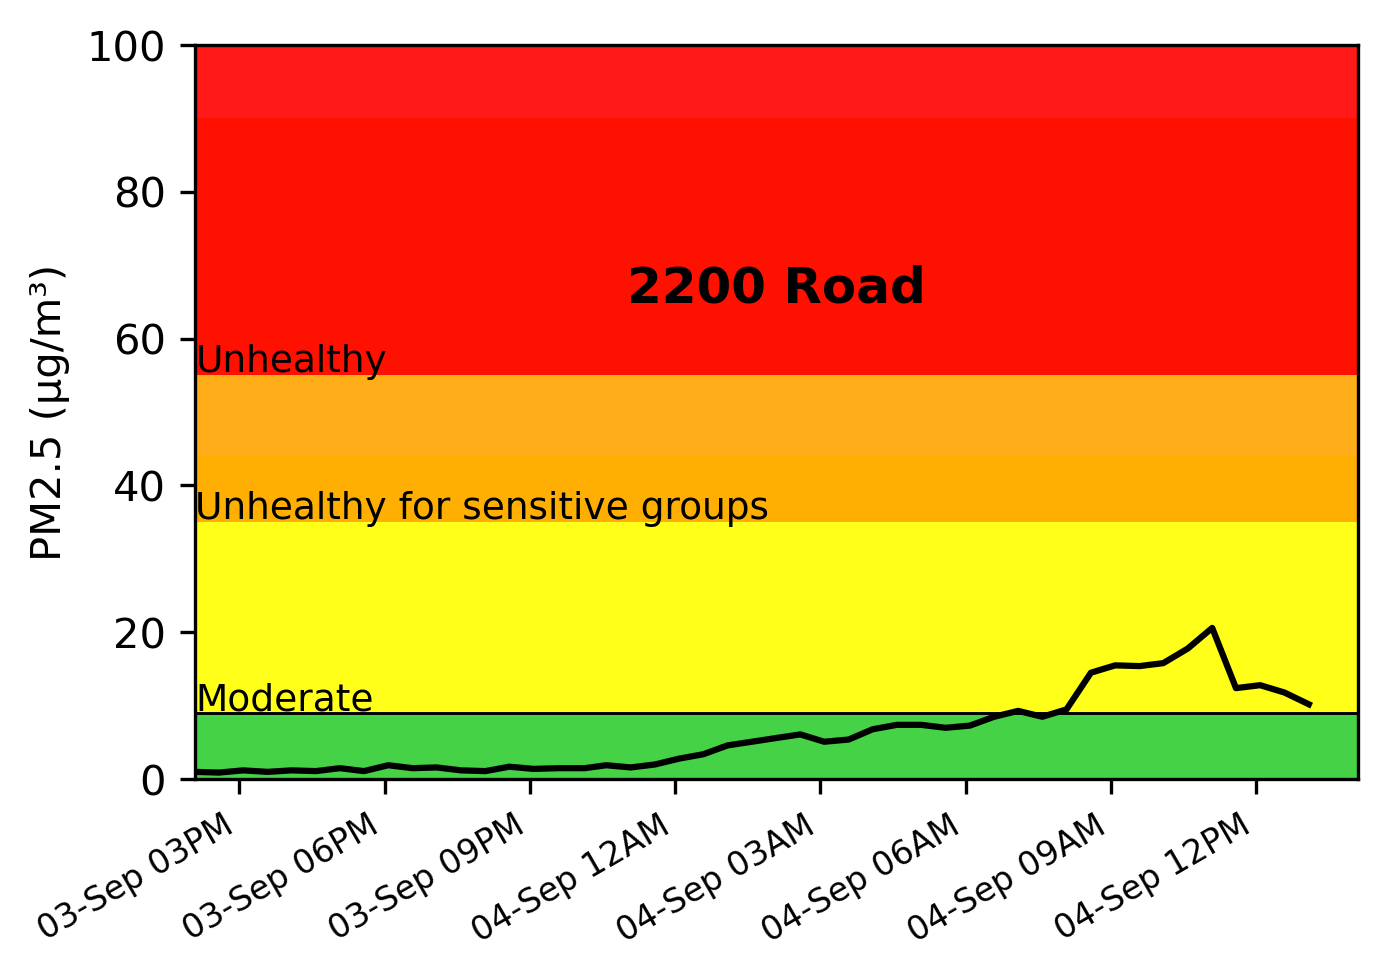 100
80
60
40
20
0
PM2.5 (µg/m³)
2200 Road
Unhealthy
Unhealthy for sensitive groups
Moderate
03-Sep 03PM
03-Sep 06PM
03-Sep 09PM
04-Sep 12AM
04-Sep 03AM
04-Sep 06AM
04-Sep 09AM
04-Sep 12PM